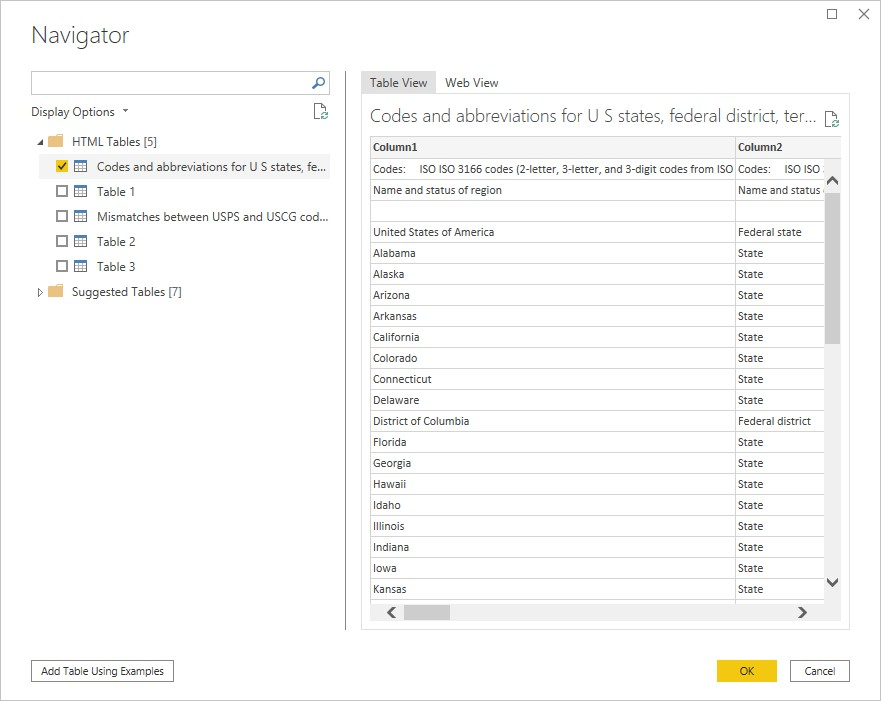 Navigator
Display Options
HTML Tables [5]
Codes and abbreviations for U S states, fe...
Table 1
Mismatches between USPS and USCG cod...
Table 2
Table 3
Suggested Tables [7]
Table View Web View
Codes and abbreviations for U S states, federal district, ter...
Column1 Column2
Codes: ISO ISO 3166 codes (2-letter, 3-letter, and 3-digit codes from ISO Codes: ISO ISO
Name and status of region Name and status
United States of America Federal state
Alabama State
Alaska State
Arizona State
Arkansas State
California State
Colorado State
Connecticut State
Delaware State
District of Columbia Federal district
Florida State
Georgia State
Hawaii State
Idaho State
Illinois State
Indiana State
Iowa State
Kansas State
Add Table Using Examples OK Cancel